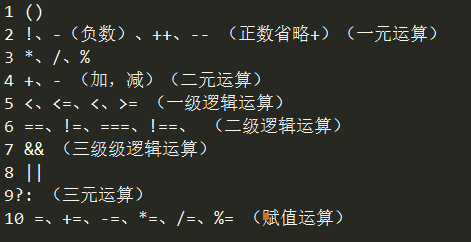 1 ()
2 !、-（负数）、++、-- （正数省略+）（一元运算）
3 *、/、%
4 +、- （加，减）（二元运算）
5 <、<=、<、>= （一级逻辑运算）
6 ==、!=、===、!==、 （二级逻辑运算）
7 && （三级级逻辑运算）
8 ||
9?: （三元运算）
10 =、+=、-=、*=、/=、%= （赋值运算）